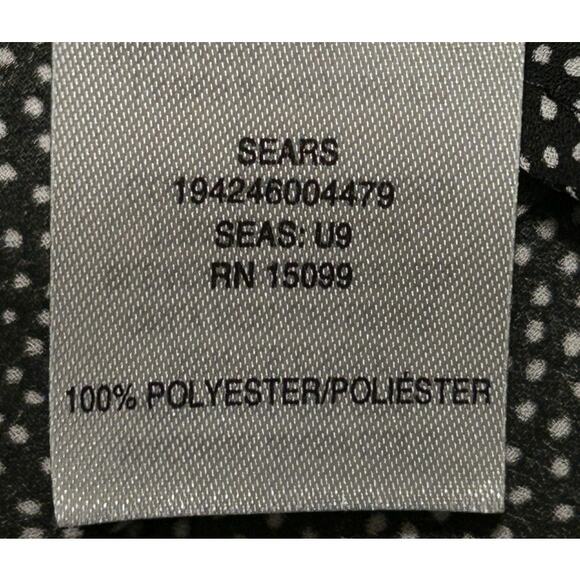 SEARS
194246004479
SEAS: U9
RN 15099
100% POLYESTER/POLIÉSTER